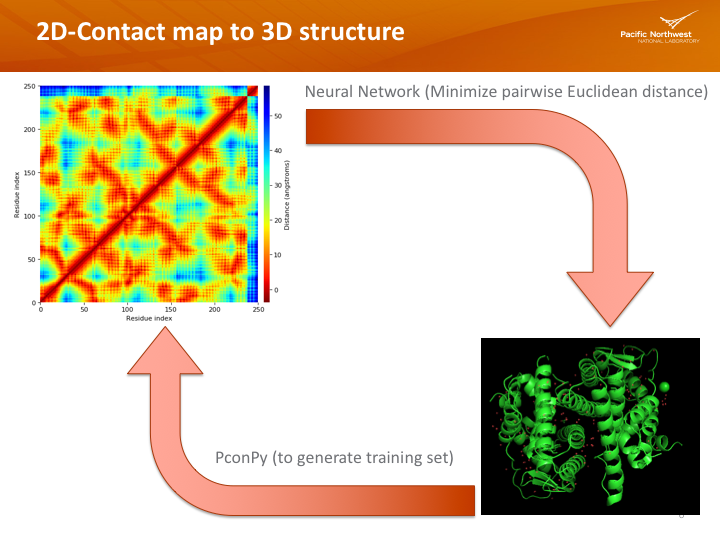 2D-Contact map to 3D structure
Pacific Northwest
NATIONAL LABORATORY
Neural Network (Minimize pairwise Euclidean distance)
250
200
150
100
50
0
Residue index
0
50
100
150
200
250
Residue index
50
40
30
20
10
0
Distance (angstroms)
PconPy (to generate training set)